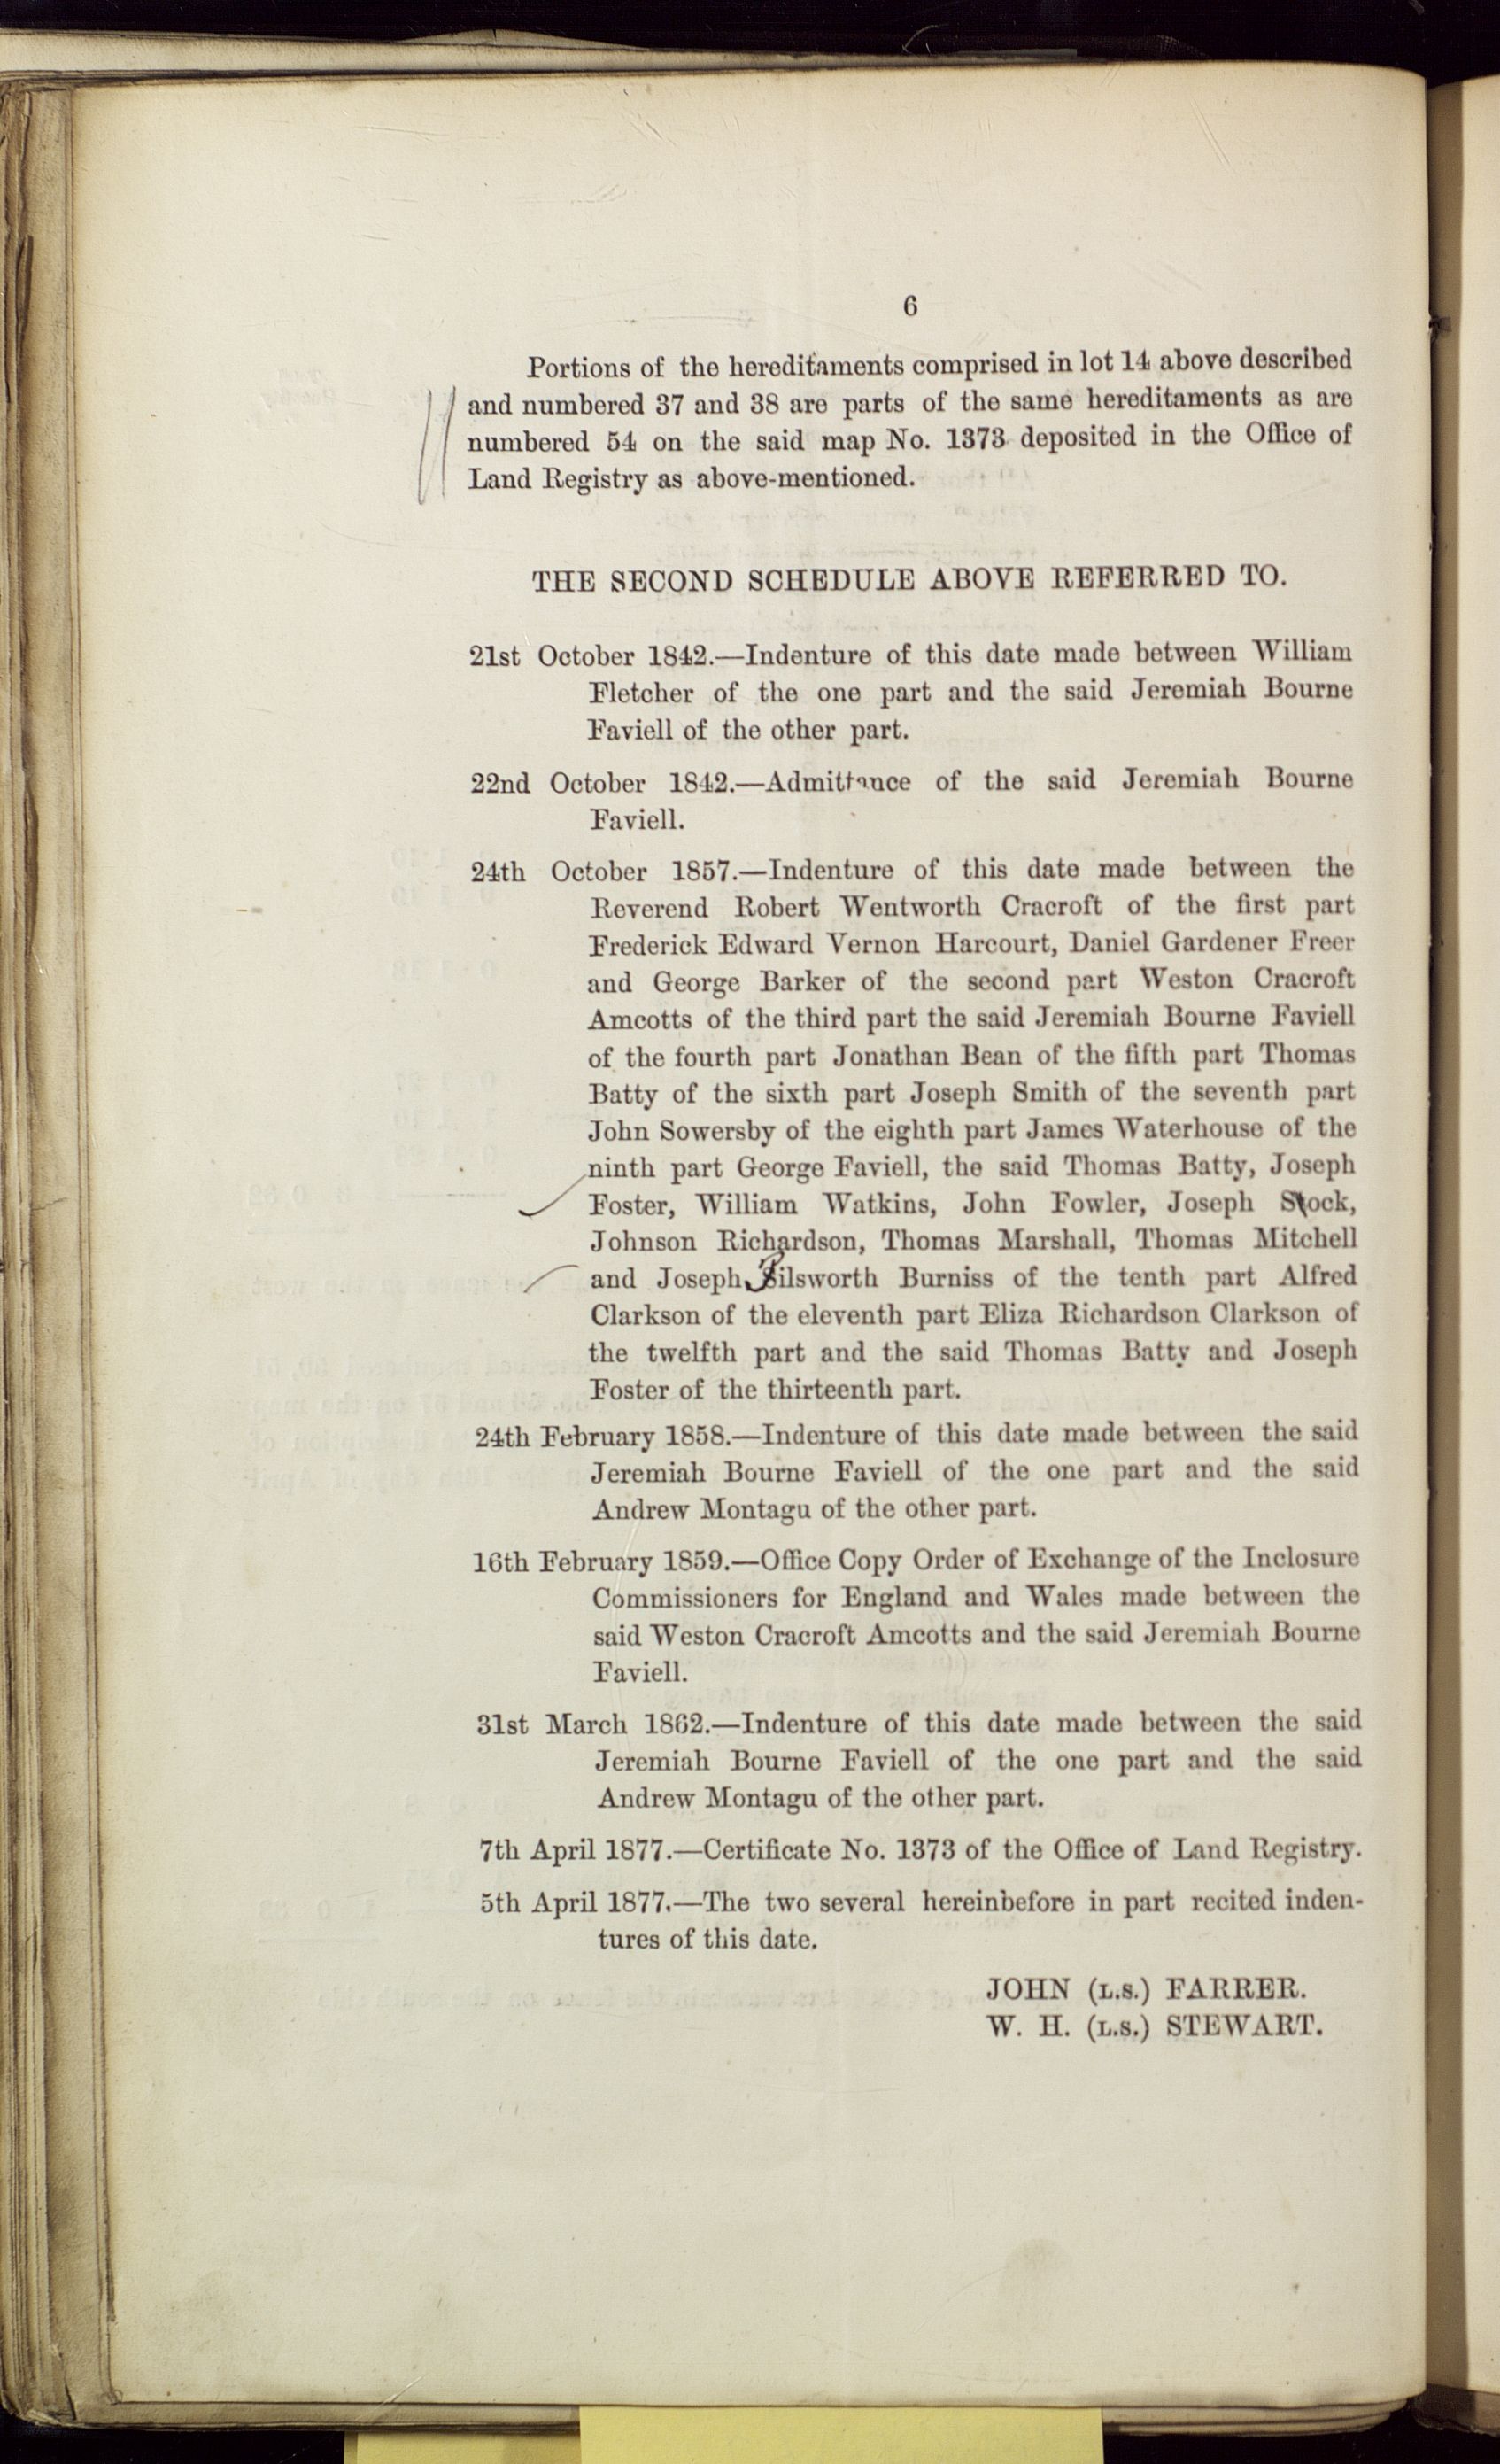 6
Portions of the hereditaments comprised in lot 14 above described
and numbered 37 and 38 are parts of the same hereditaments as are
numbered 54 on the said map No. 1373 deposited in the Office of
Land Registry as above-mentioned.
THE SECOND SCHEDULE ABOVE REFERRED TO.
21st October 1842.—Indenture of this date made between William
Fletcher of the one part and the said Jeremiah Bourne
Faviell of the other part.
22nd October 1842.—Admittance of the said Jeremiah Bourne
Faviell.
24th October 1857.—Indenture of this date made between the
Reverend Robert Wentworth Cracroft of the first part
Frederick Edward Vernon Harcourt, Daniel Gardener Freer
and George Barker of the second part Weston Cracroft
Amcotts of the third part the said Jeremiah Bourne Faviell
of the fourth part Jonathan Bean of the fifth part Thomas
Batty of the sixth part Joseph Smith of the seventh part
John Sowersby of the eighth part James Waterhouse of the
ninth part George Faviell, the said Thomas Batty, Joseph
Foster, William Watkins, John Fowler, Joseph Stock,
Johnson Richardson, Thomas Marshall, Thomas Mitchell
and Joseph Bilsworth Burniss of the tenth part Alfred
Clarkson of the eleventh part Eliza Richardson Clarkson of
the twelfth part and the said Thomas Batty and Joseph
Foster of the thirteenth part.
24th February 1858.—Indenture of this date made between the said
Jeremiah Bourne Faviell of the one part and the said
Andrew Montagu of the other part.
16th February 1859.—Office Copy Order of Exchange of the Inclosure
Commissioners for England and Wales made between the
said Weston Cracroft Amcotts and the said Jeremiah Bourne
Faviell.
31st March 1862.—Indenture of this date made between the said
Jeremiah Bourne Faviell of the one part and the said
Andrew Montagu of the other part.
7th April 1877.—Certificate No. 1373 of the Office of Land Registry.
5th April 1877.—The two several hereinbefore in part recited inden-
tures of this date.
JOHN (L.S.) FARRER.
W. H. (L.S.) STEWART.